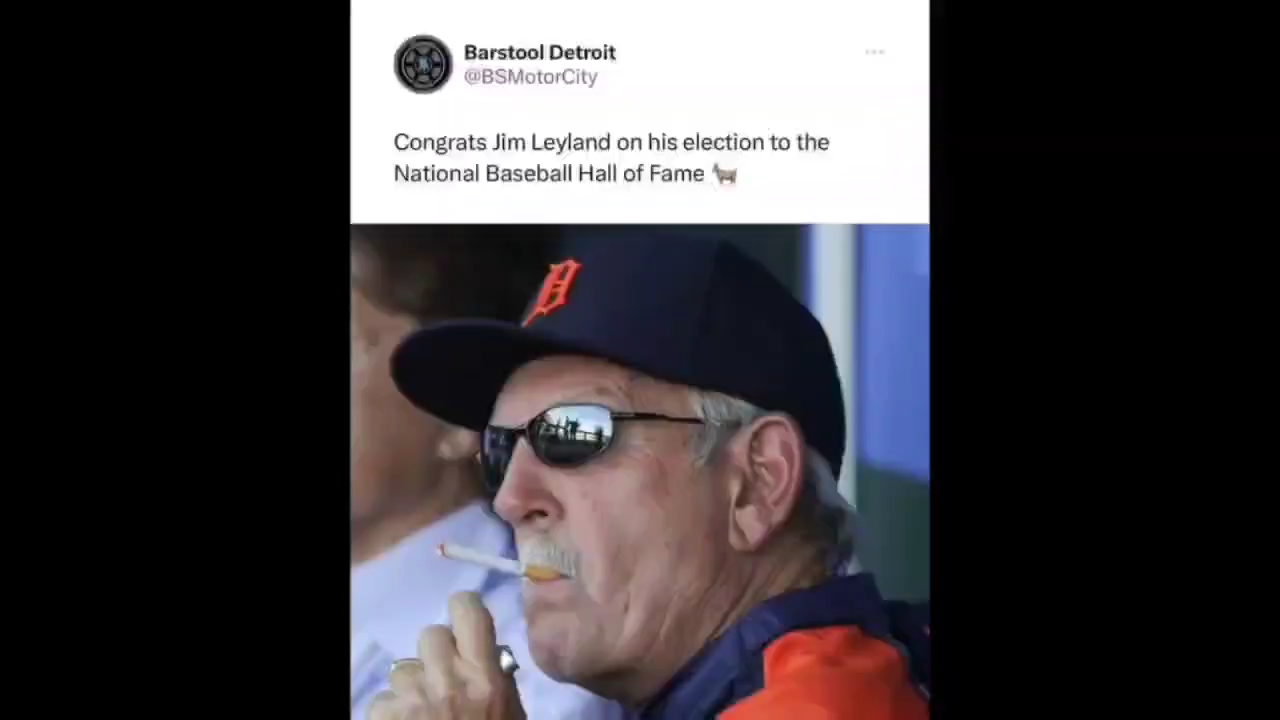 Barstool Detroit
@BSMotorCity
Congrats Jim Leyland on his election to the
National Baseball Hall of Fame 🐐
D